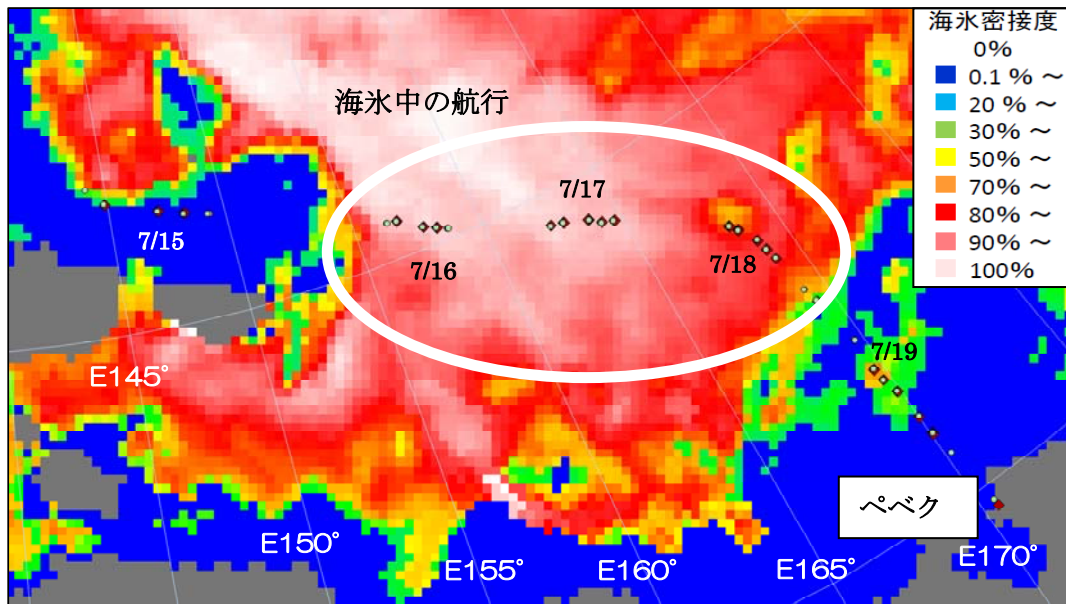 海氷密接度
0%
0.1 % ～
20 % ～
30% ～
50% ～
70% ～
80% ～
90% ～
100%
海氷中の航行
7/17
7/15
7/16
7/18
7/19
E145°
ペベク
E150°
E155°
E160°
E165°
E170°